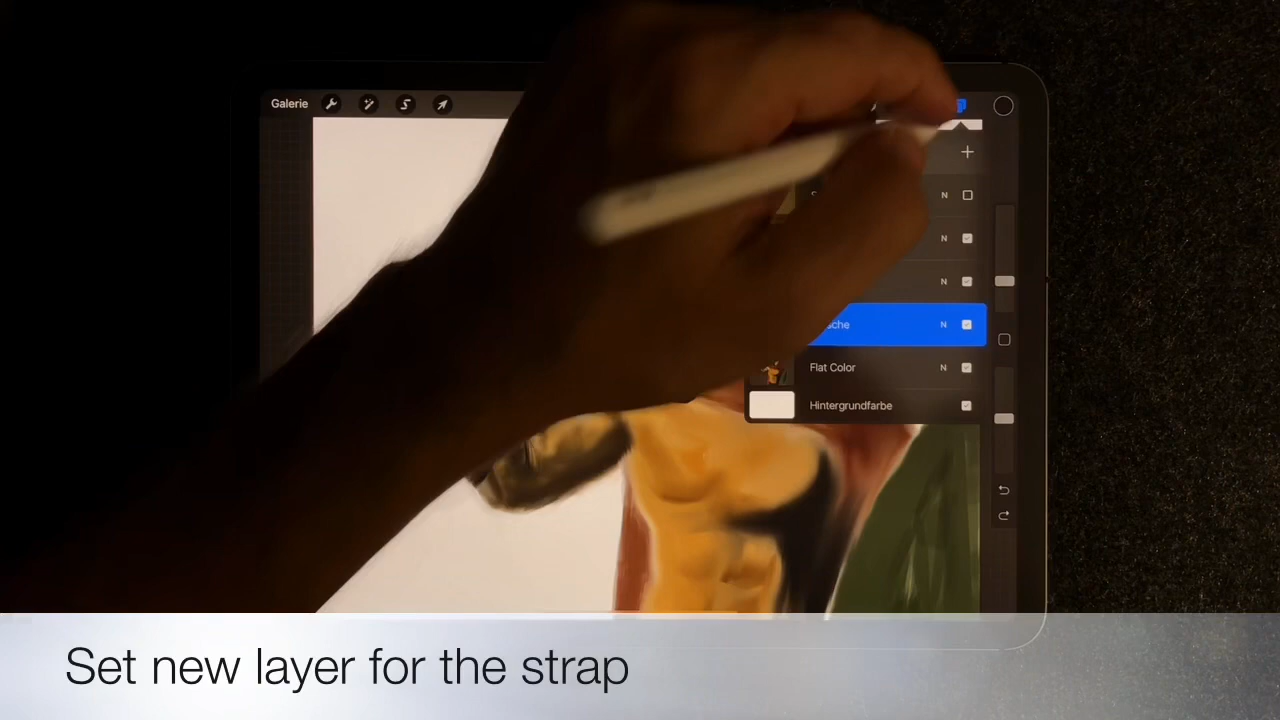 Galerie
N
N
N
N
Flat Color N
Hintergrundfarbe
Set new layer for the strap